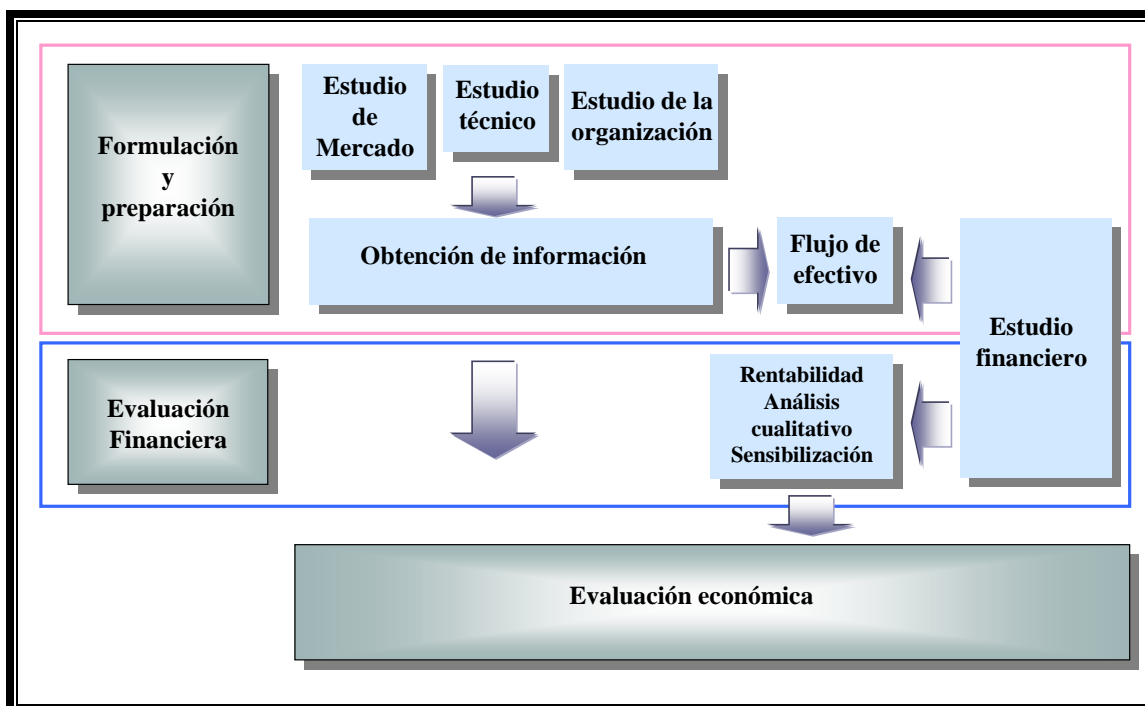 Formulación
y
preparación
Estudio
de
Mercado
Estudio
técnico
Estudio de la
organización
Obtención de información
Flujo de
efectivo
Estudio
financiero
Evaluación
Financiera
Rentabilidad
Análisis
cualitativo
Sensibilización
Evaluación económica